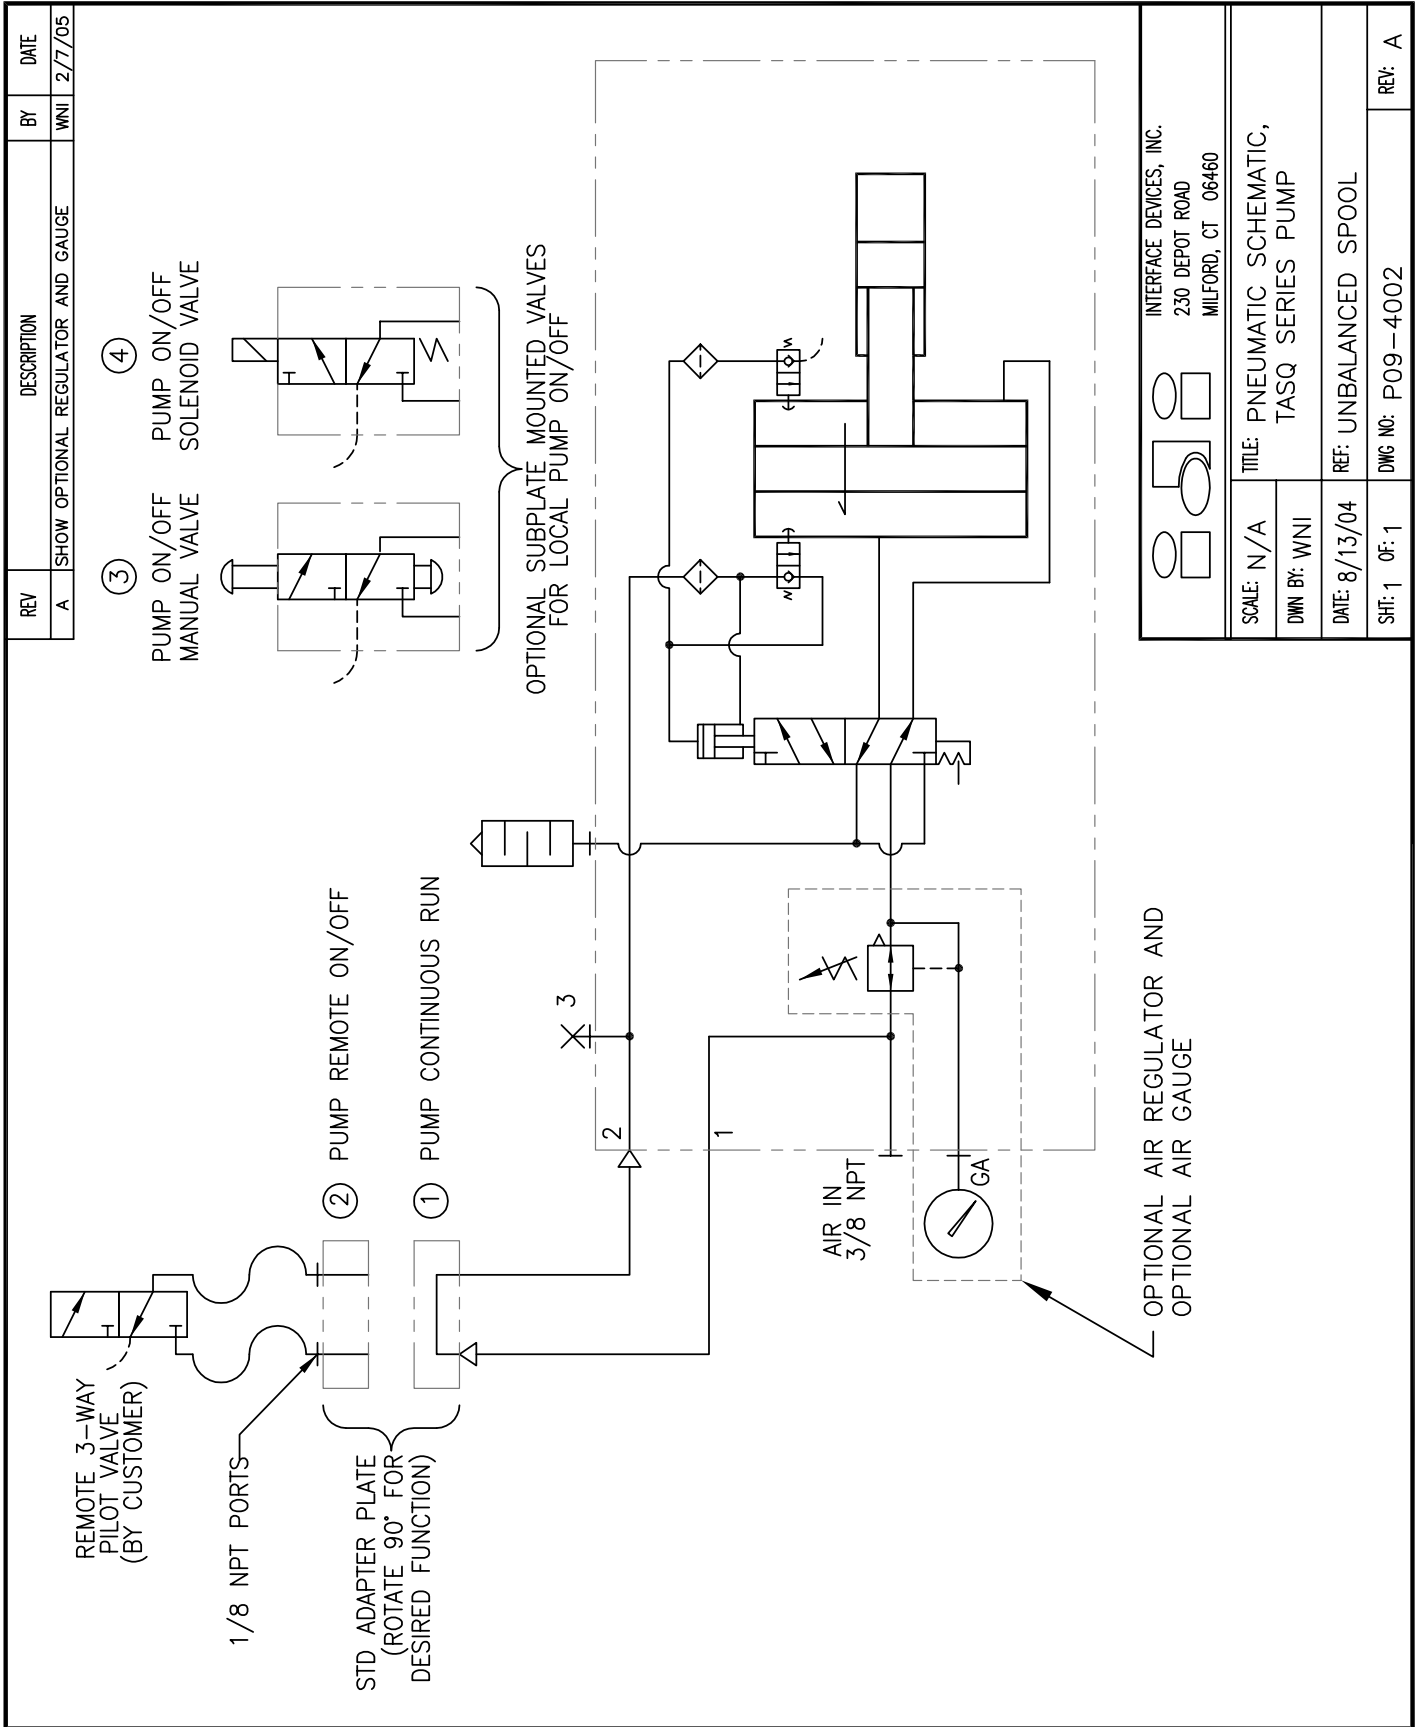 REV DESCRIPTION BY DATE
A SHOW OPTIONAL REGULATOR AND GAUGE WNI 2/7/05
REMOTE 3-WAY
PILOT VALVE
(BY CUSTOMER)
1/8 NPT PORTS
STD ADAPTER PLATE
(ROTATE 90° FOR
DESIRED FUNCTION)
2 PUMP REMOTE ON/OFF
1 PUMP CONTINUOUS RUN
3
PUMP ON/OFF
MANUAL VALVE
4
PUMP ON/OFF
SOLENOID VALVE
OPTIONAL SUBPLATE MOUNTED VALVES
FOR LOCAL PUMP ON/OFF
3
2
1
AIR IN
3/8 NPT
GA
OPTIONAL AIR REGULATOR AND
OPTIONAL AIR GAUGE
INTERFACE DEVICES, INC.
230 DEPOT ROAD
MILFORD, CT 06460
SCALE: N/A
TITLE: PNEUMATIC SCHEMATIC,
TASQ SERIES PUMP
DWN BY: WNI
DATE: 8/13/04
REF: UNBALANCED SPOOL
SHT: 1 OF: 1
DWG NO: P09-4002
REV: A